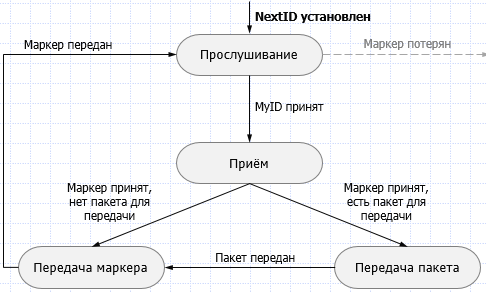 NextID установлен
Маркер передан
Прослушивание
Маркер потерян
MyID принят
Приём
Маркер принят,
нет пакета для
передачи
Маркер принят,
есть пакет для
передачи
Передача маркера
Пакет передан
Передача пакета